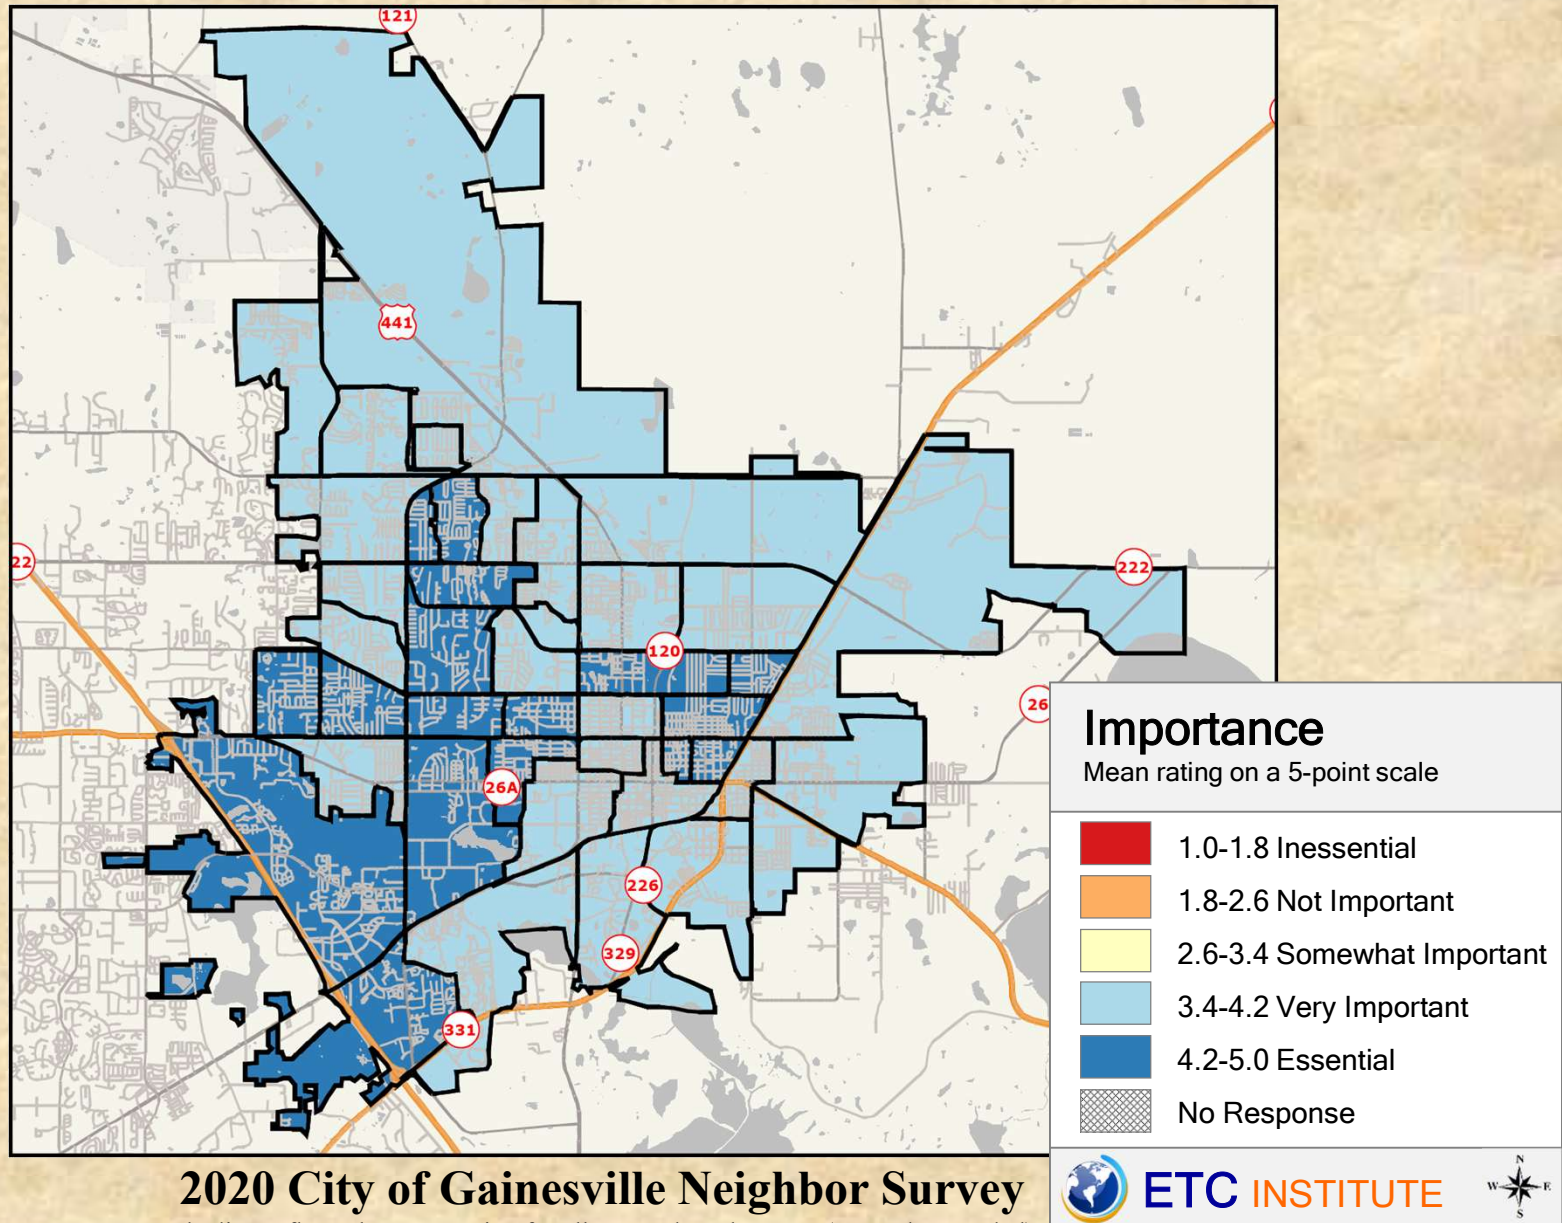 121
441
22
222
120
26
26A
226
329
331
Importance
Mean rating on a 5-point scale
1.0-1.8 Inessential
1.8-2.6 Not Important
2.6-3.4 Somewhat Important
3.4-4.2 Very Important
4.2-5.0 Essential
No Response
2020 City of Gainesville Neighbor Survey
ETC INSTITUTE
N
W E
S